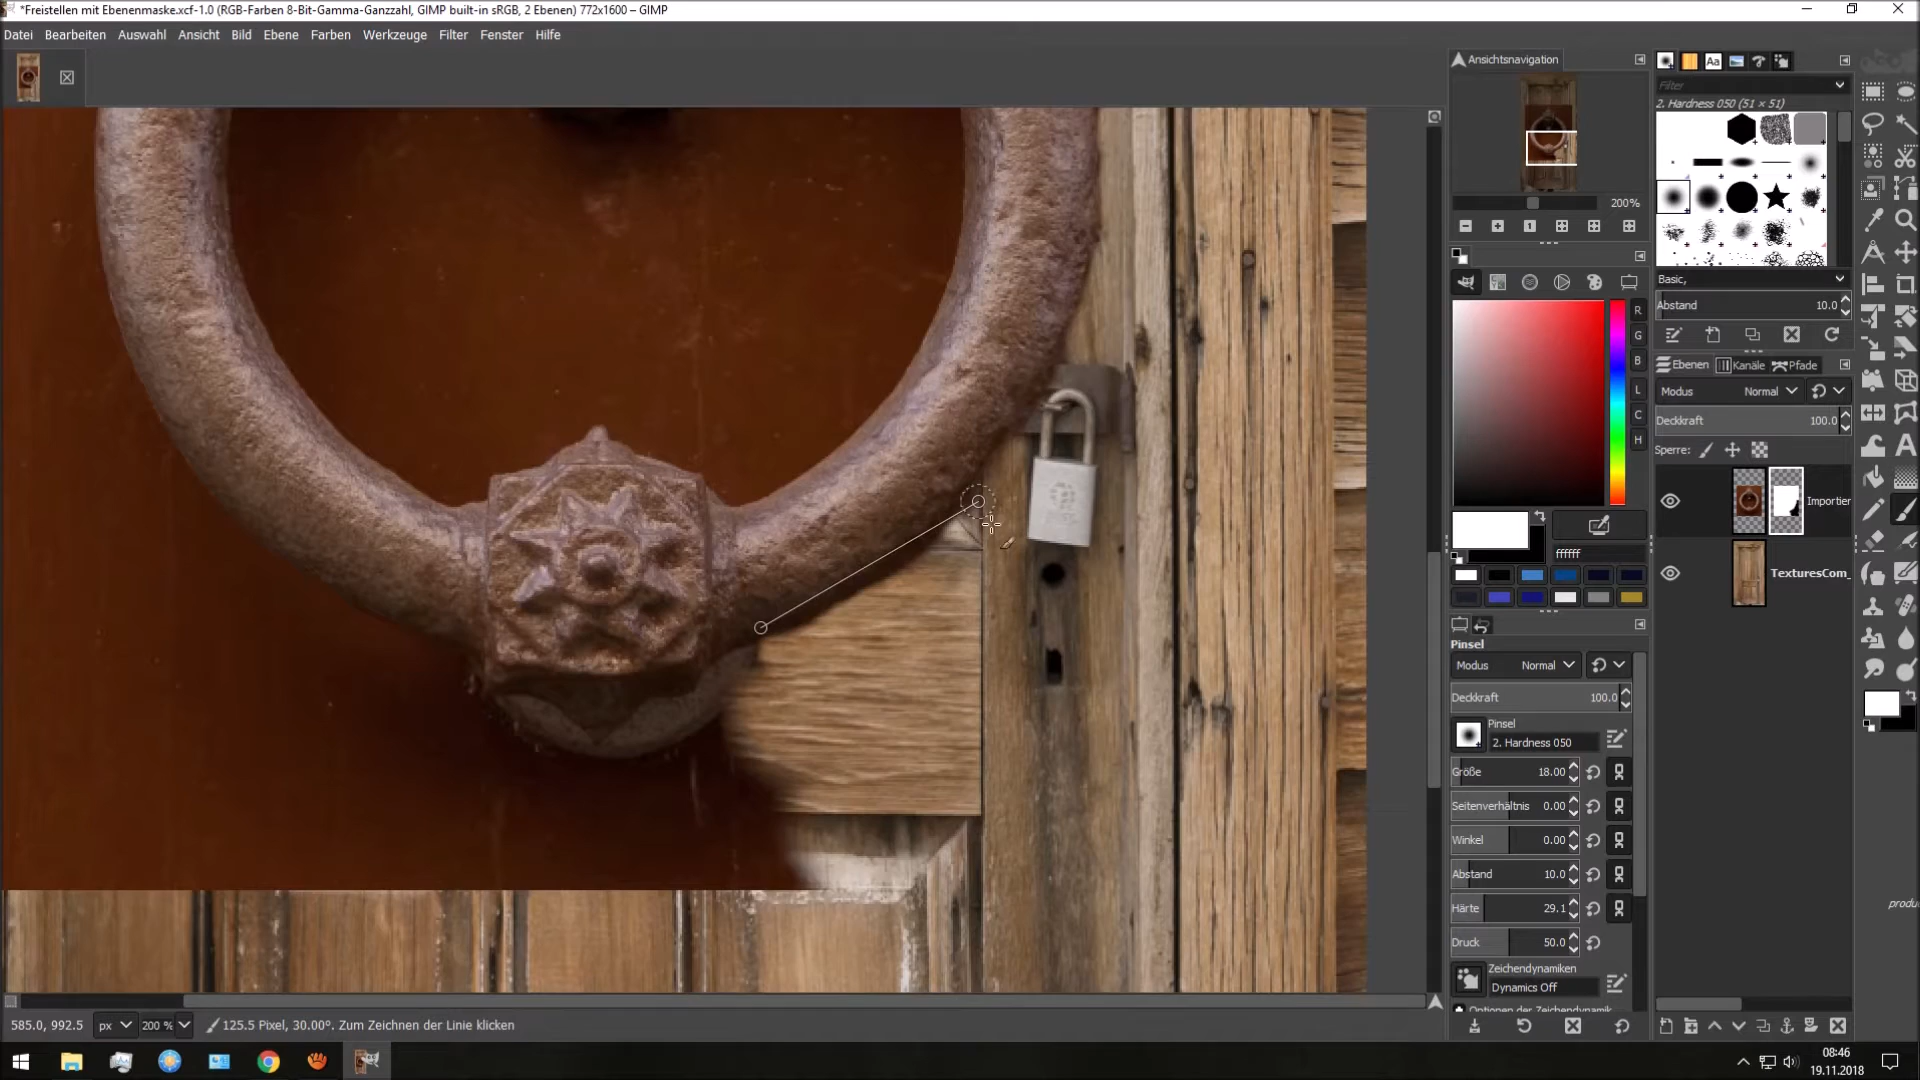 *Freistellen mit Ebenenmaske.xcf-1.0 (RGB-Farben 8-Bit-Gamma-Ganzzahl, GIMP built-in sRGB, 2 Ebenen) 772x1600 – GIMP
Datei Bearbeiten Auswahl Ansicht Bild Ebene Farben Werkzeuge Filter Fenster Hilfe
Ansichtsnavigation
200%
Filter
2. Hardness 050 (51 × 51)
Basic,
Abstand 10.0
R
G
B
L
C
H
ffffff
Ebenen Kanäle Pfade
Modus Normal
Deckkraft 100.0
Sperre:
Importier
TexturesCom_
Pinsel
Modus Normal
Deckkraft 100.0
Pinsel
2. Hardness 050
Größe 18.00
Seitenverhältnis 0.00
Winkel 0.00
Abstand 10.0
Härte 29.1
Druck 50.0
Zeichendynamiken
Dynamics Off
Optionen der Zeichendynamik
produ
585.0, 992.5 px 200 % 125.5 Pixel, 30.00°. Zum Zeichnen der Linie klicken
08:46
19.11.2018